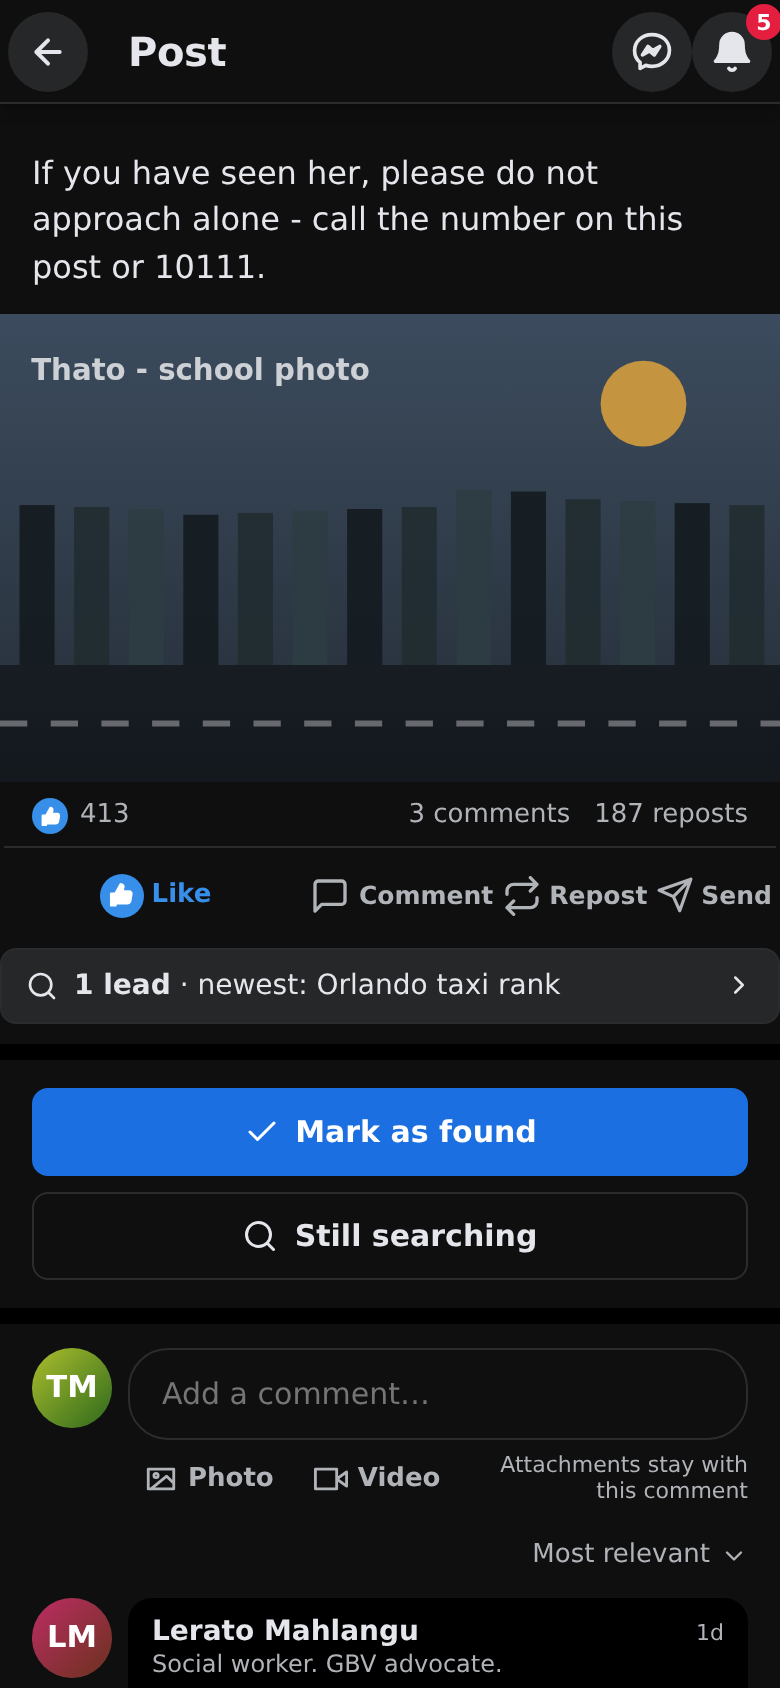 Post
5
If you have seen her, please do not
approach alone - call the number on this
post or 10111.
Thato - school photo
413
3 comments 187 reposts
Like Comment Repost Send
1 lead · newest: Orlando taxi rank
Mark as found
Still searching
TM
Add a comment...
Photo Video
Attachments stay with
this comment
Most relevant
LM
Lerato Mahlangu 1d
Social worker. GBV advocate.